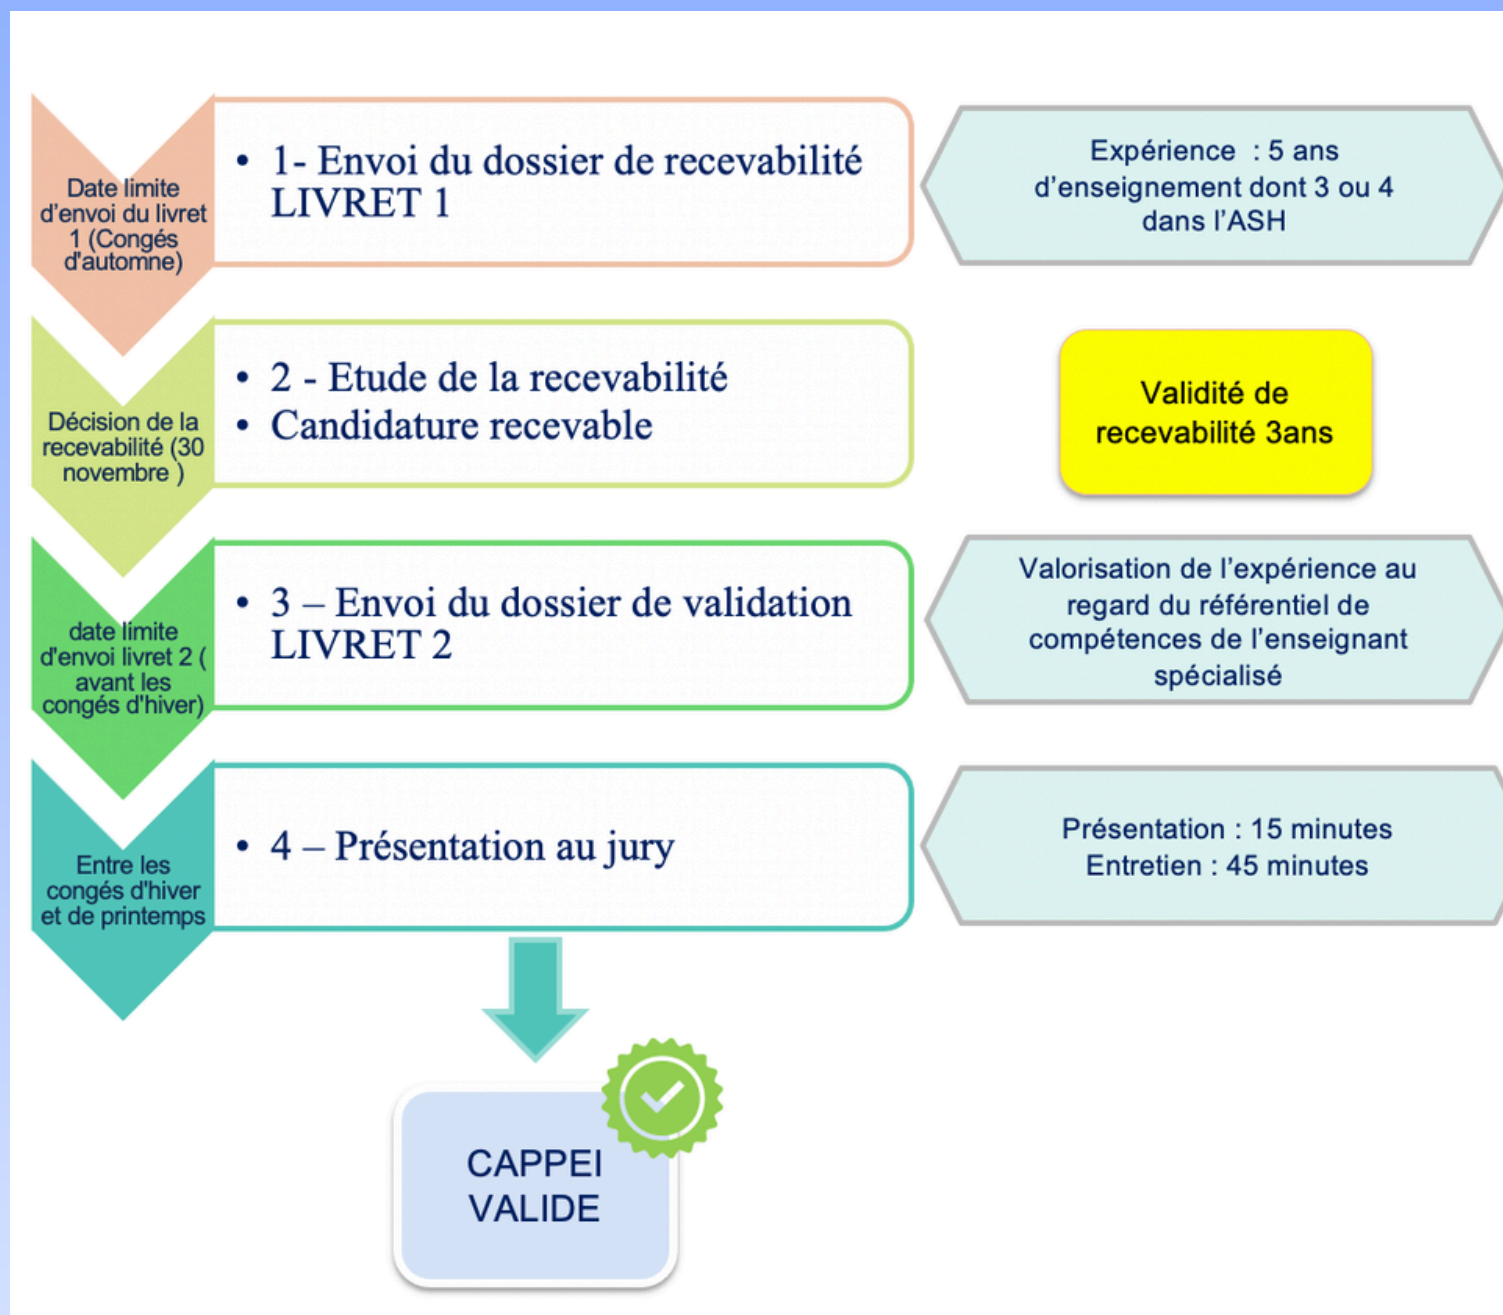 Date limite
d'envoi du livret
1 (Congés
d'automne)
• 1- Envoi du dossier de recevabilité
LIVRET 1
Expérience : 5 ans
d’enseignement dont 3 ou 4
dans l’ASH
Décision de la
recevabilité (30
novembre )
• 2 - Etude de la recevabilité
• Candidature recevable
Validité de
recevabilité 3ans
date limite
d'envoi livret 2 (
avant les
congés d'hiver)
• 3 – Envoi du dossier de validation
LIVRET 2
Valorisation de l’expérience au
regard du référentiel de
compétences de l’enseignant
spécialisé
Entre les
congés d'hiver
et de printemps
• 4 – Présentation au jury
Présentation : 15 minutes
Entretien : 45 minutes
CAPPEI
VALIDE